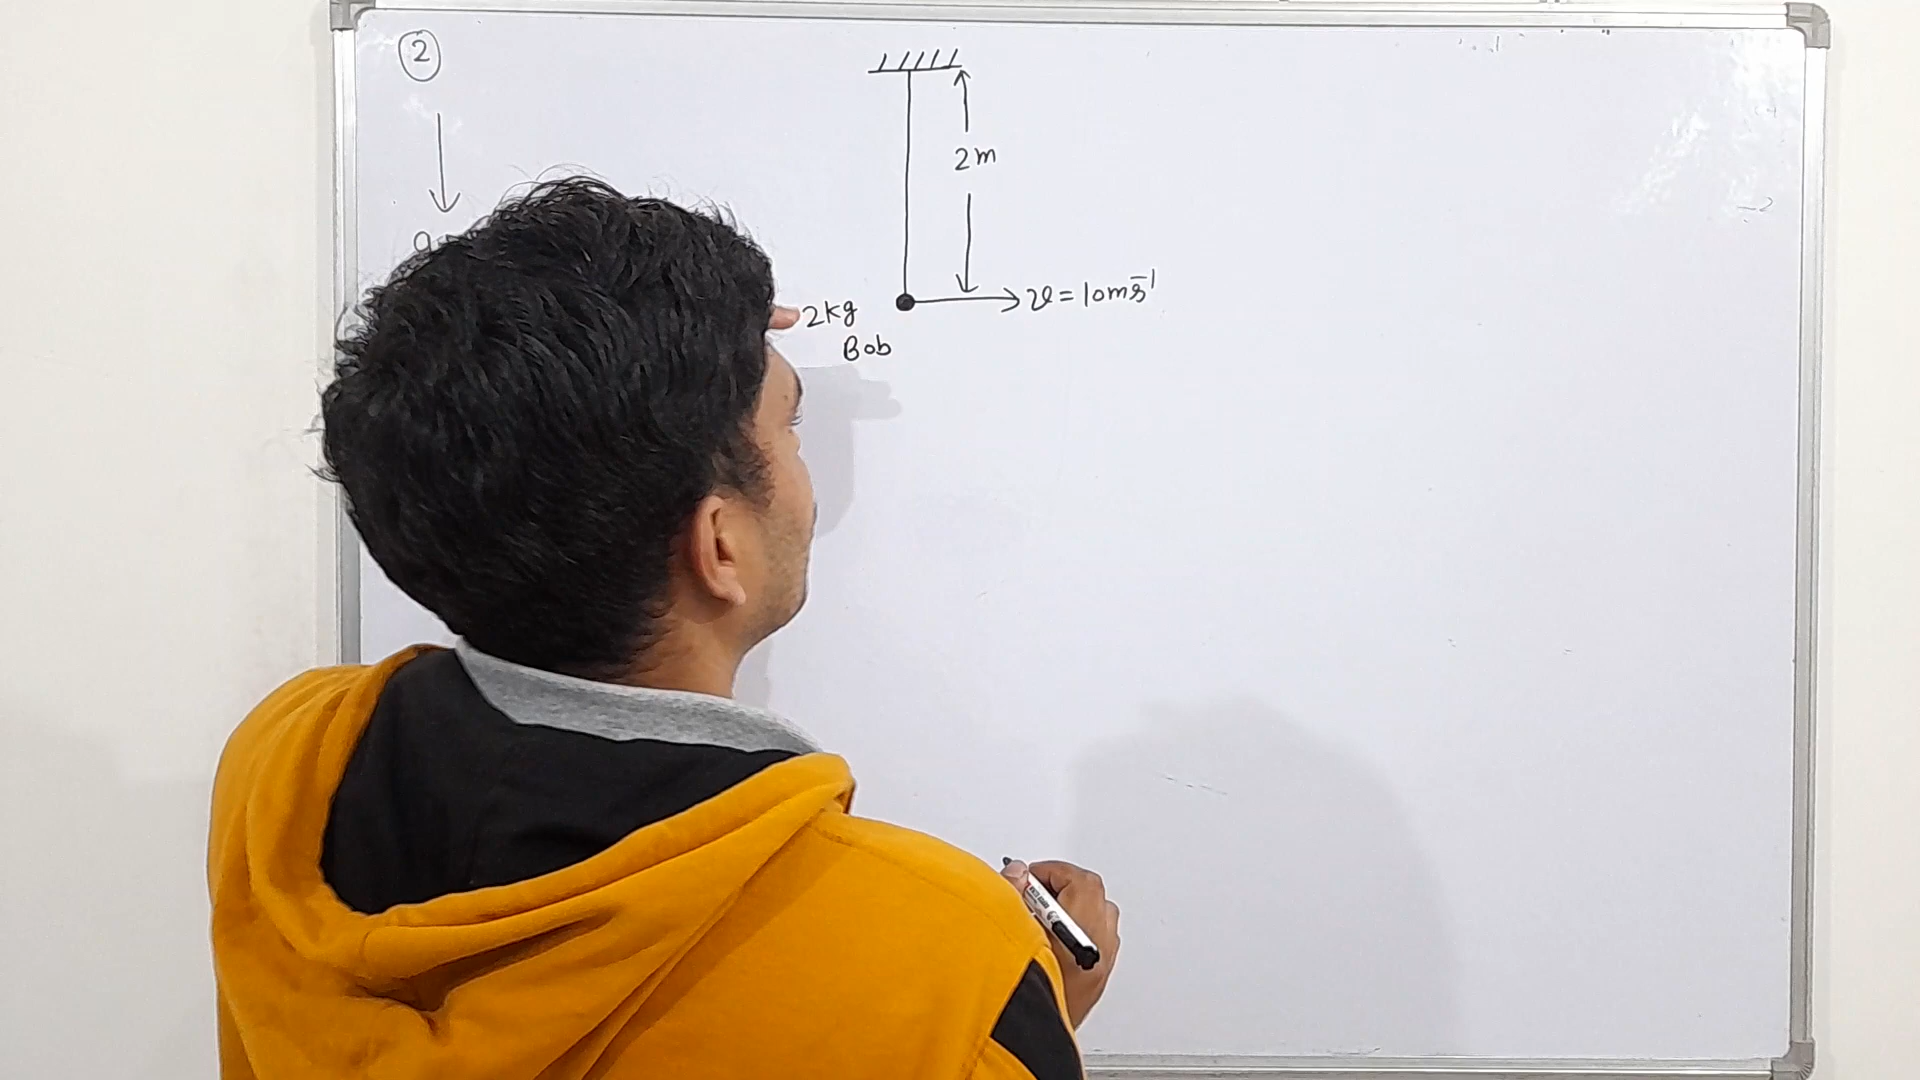 2
2m
g
v = 10ms⁻¹
2kg
Bob